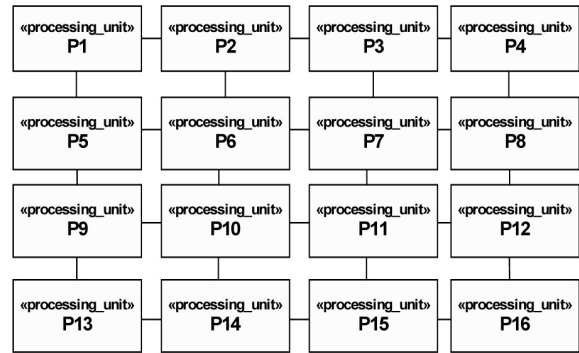 «processing_unit» «processing_unit» «processing_unit» «processing_unit»
P1 P2 P3 P4
«processing_unit» «processing_unit» «processing_unit» «processing_unit»
P5 P6 P7 P8
«processing_unit» «processing_unit» «processing_unit» «processing_unit»
P9 P10 P11 P12
«processing_unit» «processing_unit» «processing_unit» «processing_unit»
P13 P14 P15 P16